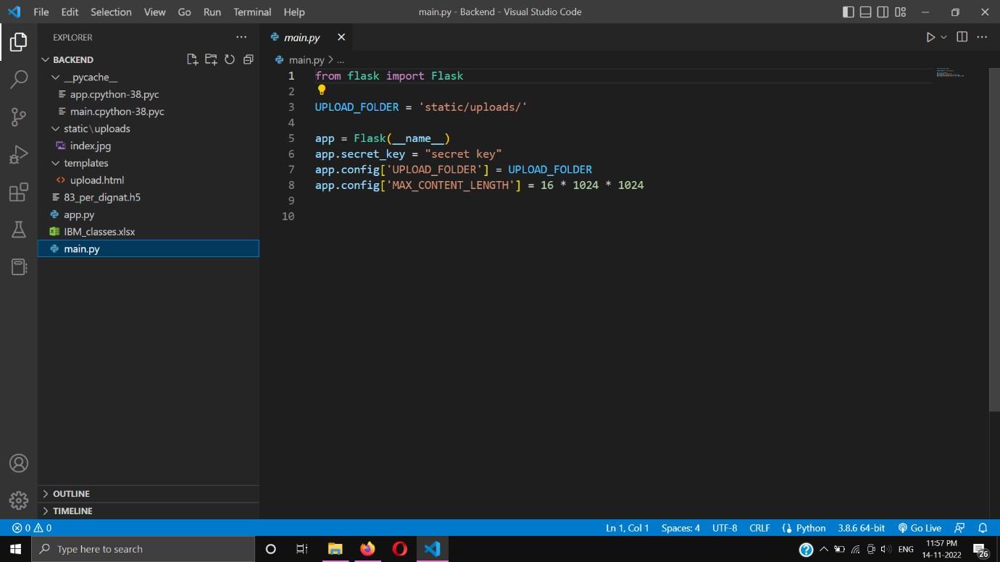 File Edit Selection View Go Run Terminal Help
main.py - Backend - Visual Studio Code
EXPLORER
BACKEND
__pycache__
app.cpython-38.pyc
main.cpython-38.pyc
static\uploads
index.jpg
templates
upload.html
83_per_dignat.h5
app.py
IBM_classes.xlsx
main.py
OUTLINE
TIMELINE
main.py
main.py > ...
1 from flask import Flask
2
3 UPLOAD_FOLDER = 'static/uploads/'
4
5 app = Flask(__name__)
6 app.secret_key = "secret key"
7 app.config['UPLOAD_FOLDER'] = UPLOAD_FOLDER
8 app.config['MAX_CONTENT_LENGTH'] = 16 * 1024 * 1024
9
10
0 0 Ln 1, Col 1 Spaces: 4 UTF-8 CRLF Python 3.8.6 64-bit Go Live
Type here to search
ENG
11:57 PM
14-11-2022
26